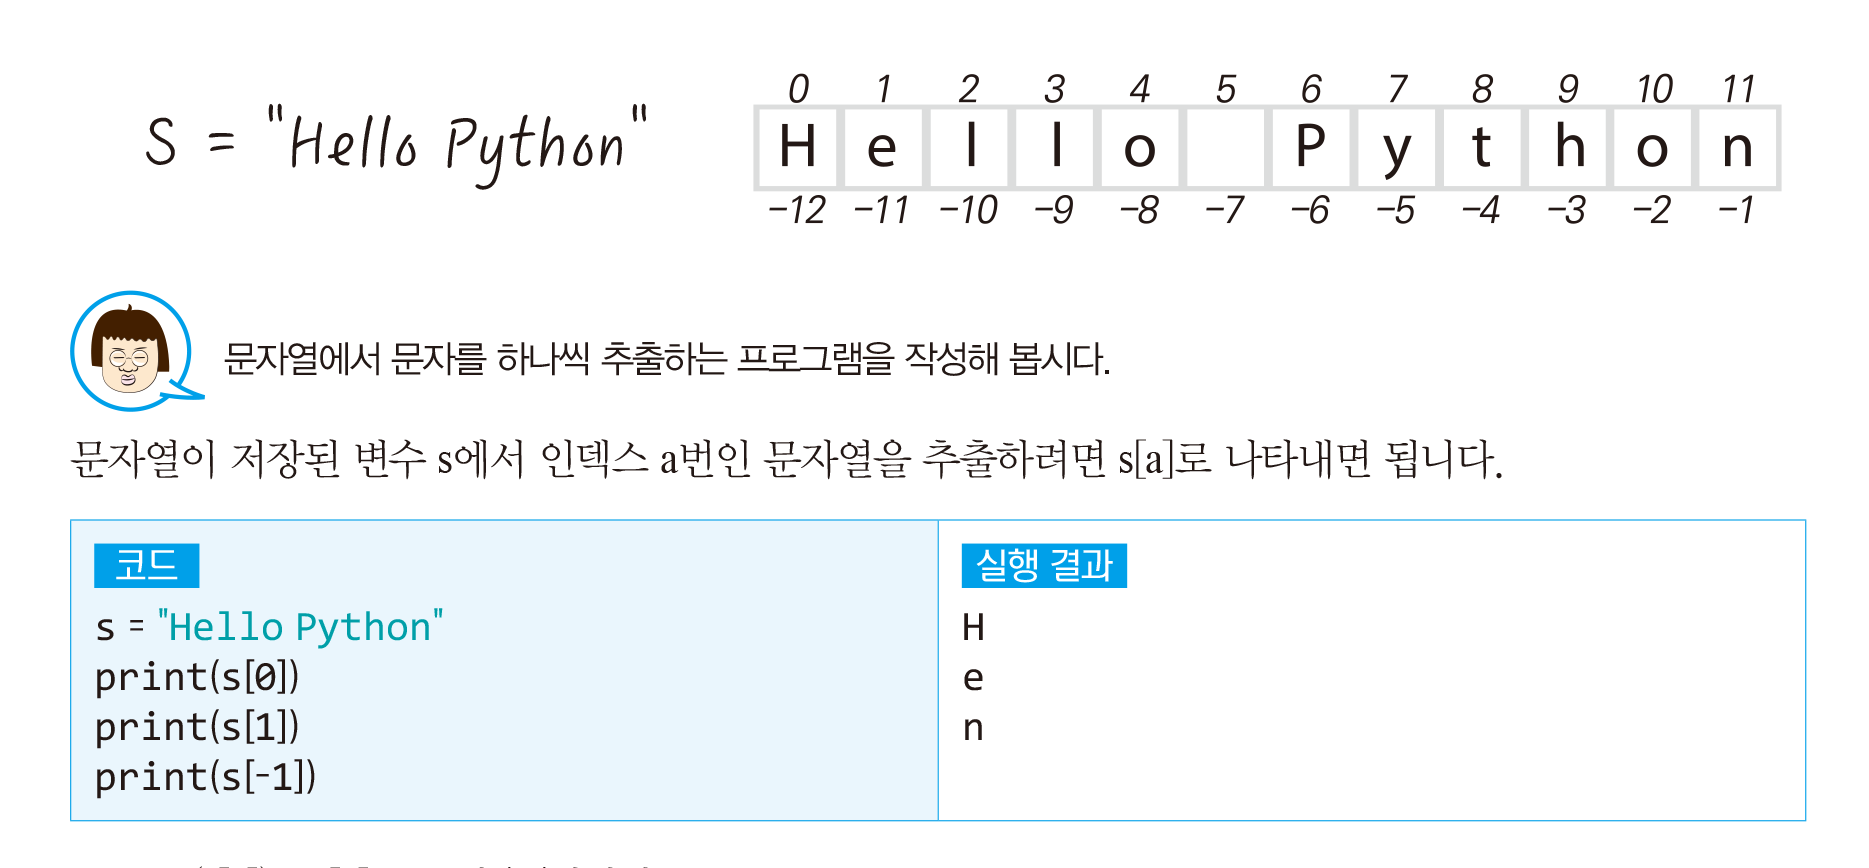 S = "Hello Python"
0 1 2 3 4 5 6 7 8 9 10 11
H e l l o P y t h o n
-12 -11 -10 -9 -8 -7 -6 -5 -4 -3 -2 -1
문자열에서 문자를 하나씩 추출하는 프로그램을 작성해 봅시다.
문자열이 저장된 변수 s에서 인덱스 a번인 문자열을 추출하려면 s[a]로 나타내면 됩니다.
코드
s = "Hello Python"
print(s[0])
print(s[1])
print(s[-1])
실행 결과
H
e
n